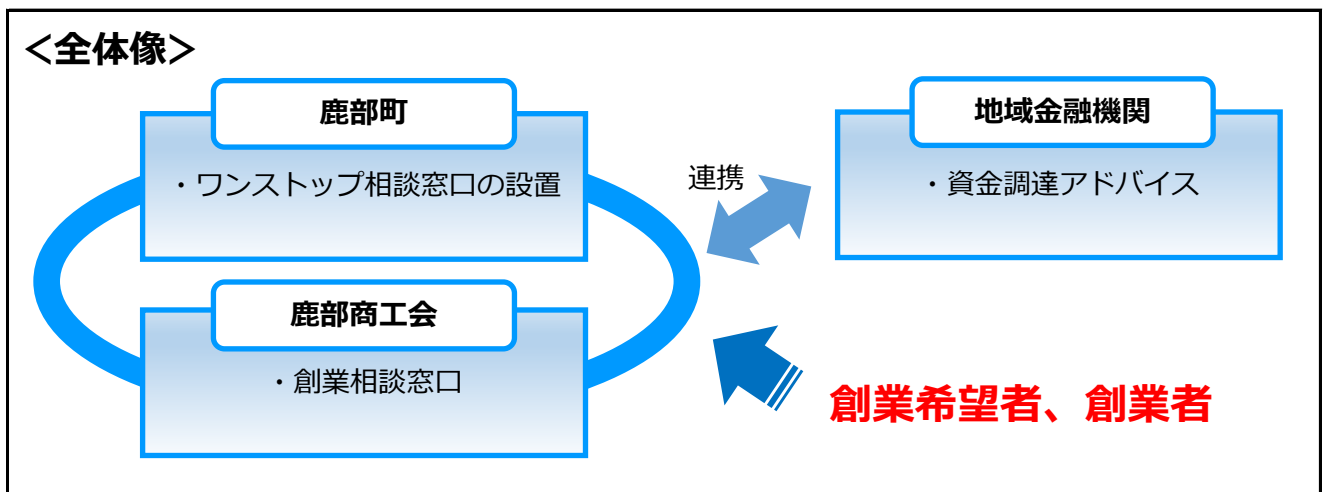 ＜全体像＞
鹿部町
・ワンストップ相談窓口の設置
鹿部商工会
・創業相談窓口
連携
地域金融機関
・資金調達アドバイス
創業希望者、創業者